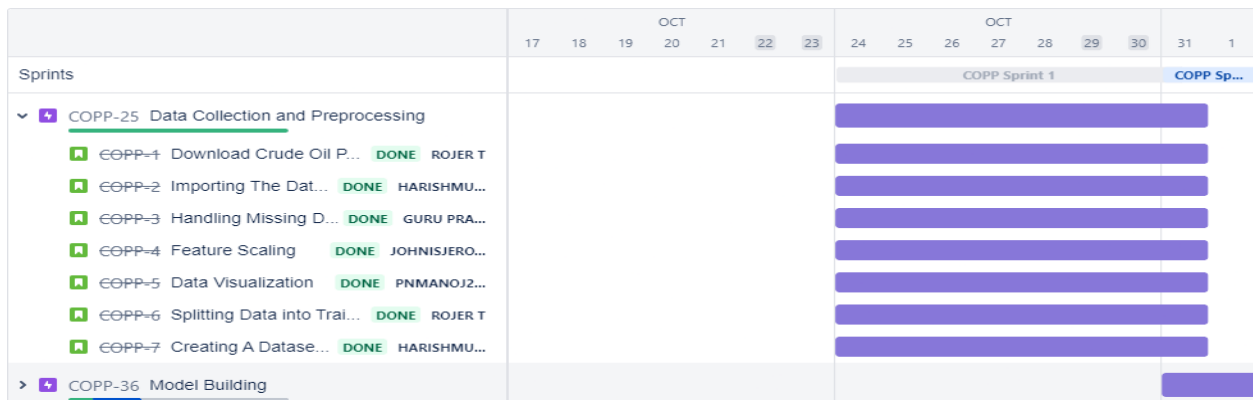 OCT OCT
17 18 19 20 21 22 23 24 25 26 27 28 29 30 31 1
Sprints COPP Sprint 1 COPP Sp...
COPP-25 Data Collection and Preprocessing
COPP-1 Download Crude Oil P... DONE ROJER T
COPP-2 Importing The Dat... DONE HARISHMU...
COPP-3 Handling Missing D... DONE GURU PRA...
COPP-4 Feature Scaling DONE JOHNISJERO...
COPP-5 Data Visualization DONE PNMANOJ2...
COPP-6 Splitting Data into Trai... DONE ROJER T
COPP-7 Creating A Datase... DONE HARISHMU...
COPP-36 Model Building